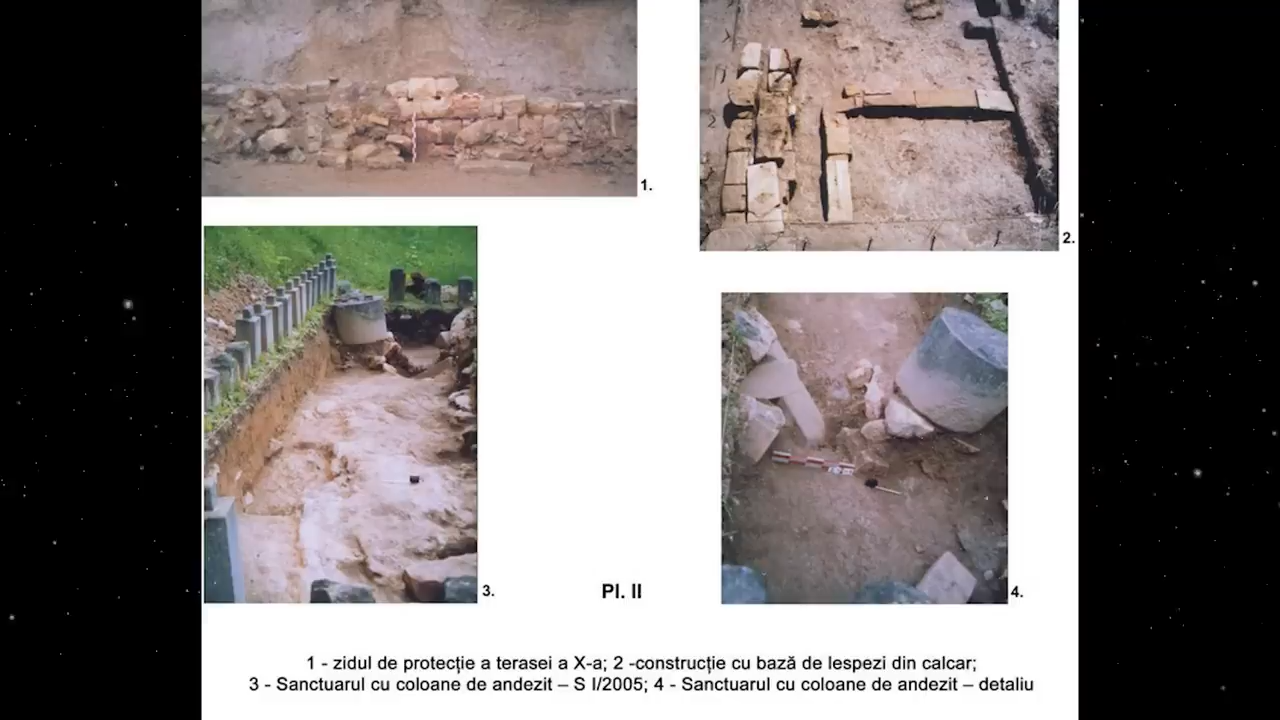 1.
2.
3.
Pl. II
4.
1 - zidul de protecție a terasei a X-a; 2 -construcție cu bază de lespezi din calcar;
3 - Sanctuarul cu coloane de andezit – S I/2005; 4 - Sanctuarul cu coloane de andezit – detaliu